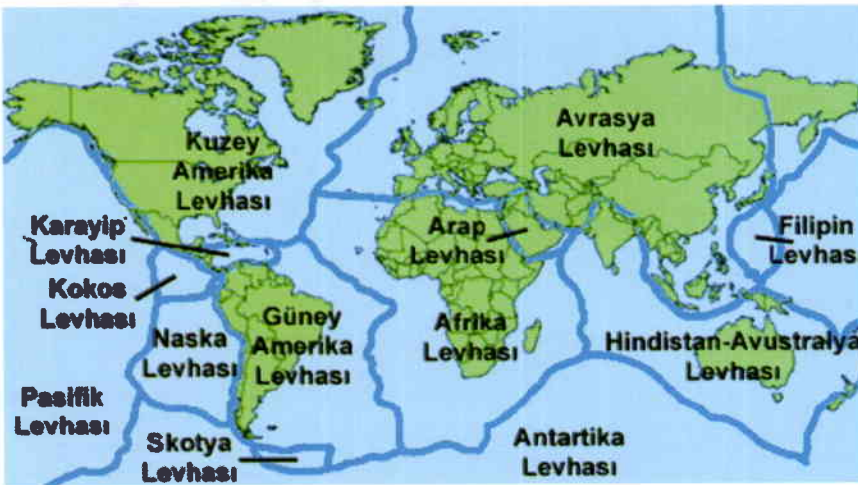 Kuzey
Amerika
Levhası
Avrasya
Levhası
Karayip
Levhası
Arap
Levhası
Filipin
Levhas
Kokos
Levhası
Naska
Levhası
Güney
Amerika
Levhası
Afrika
Levhası
Hindistan-Avustralya
Levhası
Pasifik
Levhası
Skotya
Levhası
Antartika
Levhası